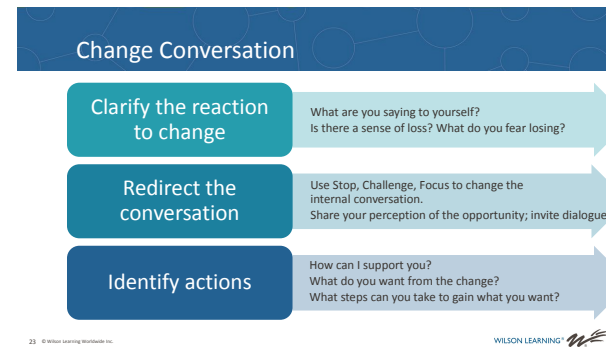 Change Conversation
Clarify the reaction
to change
What are you saying to yourself?
Is there a sense of loss? What do you fear losing?
Redirect the
conversation
Use Stop, Challenge, Focus to change the
internal conversation.
Share your perception of the opportunity; invite dialogue
Identify actions
How can I support you?
What do you want from the change?
What steps can you take to gain what you want?
23 © Wilson Learning Worldwide Inc.
WILSON LEARNING®